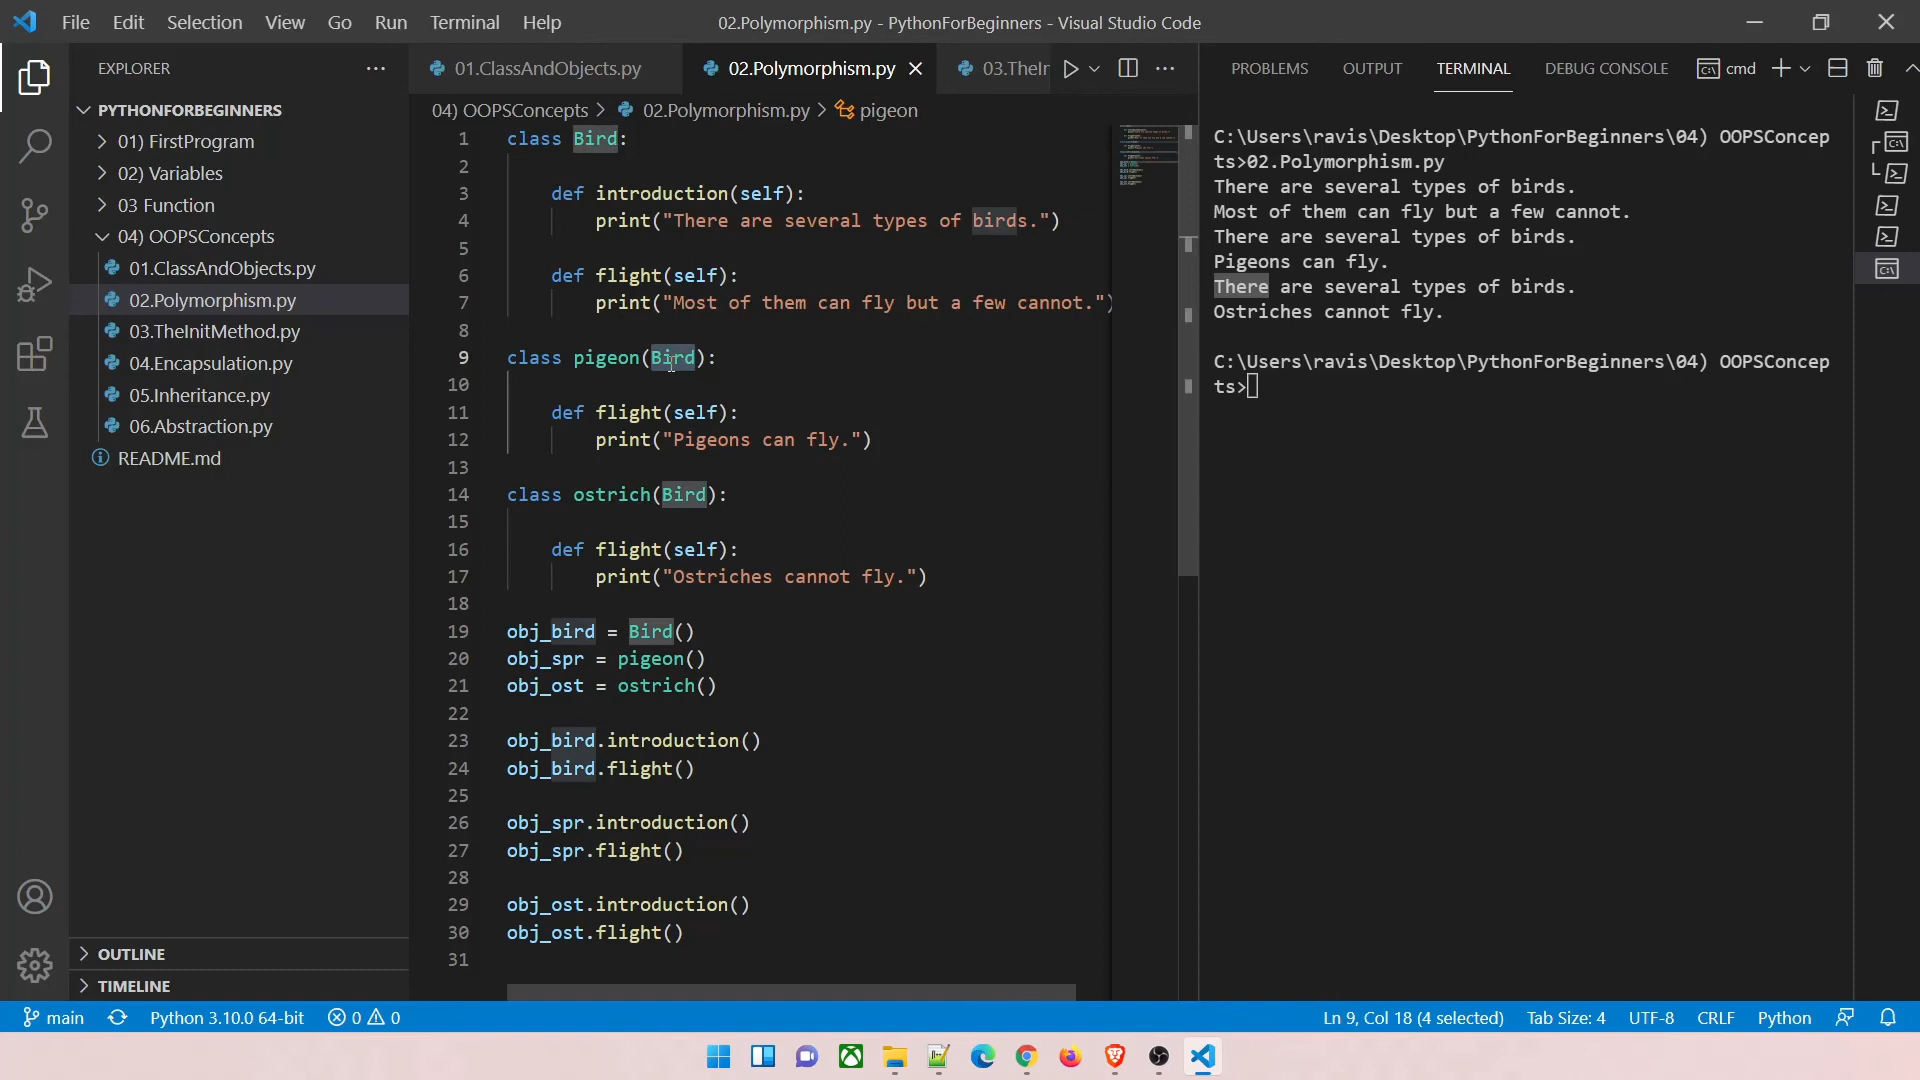 File Edit Selection View Go Run Terminal Help
02.Polymorphism.py - PythonForBeginners - Visual Studio Code
EXPLORER
PYTHONFORBEGINNERS
01) FirstProgram
02) Variables
03 Function
04) OOPSConcepts
01.ClassAndObjects.py
02.Polymorphism.py
03.TheInitMethod.py
04.Encapsulation.py
05.Inheritance.py
06.Abstraction.py
README.md
OUTLINE
TIMELINE
01.ClassAndObjects.py 02.Polymorphism.py 03.TheIn
04) OOPSConcepts > 02.Polymorphism.py > pigeon
1 class Bird:
2
3 def introduction(self):
4 print("There are several types of birds.")
5
6 def flight(self):
7 print("Most of them can fly but a few cannot.")
8
9 class pigeon(Bird):
10
11 def flight(self):
12 print("Pigeons can fly.")
13
14 class ostrich(Bird):
15
16 def flight(self):
17 print("Ostriches cannot fly.")
18
19 obj_bird = Bird()
20 obj_spr = pigeon()
21 obj_ost = ostrich()
22
23 obj_bird.introduction()
24 obj_bird.flight()
25
26 obj_spr.introduction()
27 obj_spr.flight()
28
29 obj_ost.introduction()
30 obj_ost.flight()
31
PROBLEMS OUTPUT TERMINAL DEBUG CONSOLE cmd
C:\Users\ravis\Desktop\PythonForBeginners\04) OOPSConcep
ts>02.Polymorphism.py
There are several types of birds.
Most of them can fly but a few cannot.
There are several types of birds.
Pigeons can fly.
There are several types of birds.
Ostriches cannot fly.
C:\Users\ravis\Desktop\PythonForBeginners\04) OOPSConcep
ts>
main Python 3.10.0 64-bit 0 0 Ln 9, Col 18 (4 selected) Tab Size: 4 UTF-8 CRLF Python